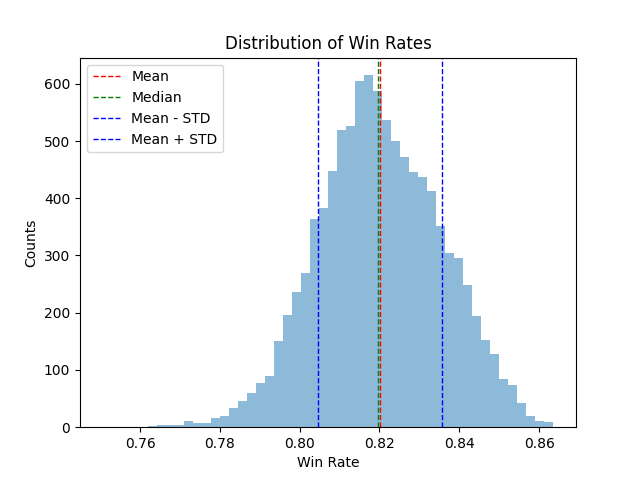 Distribution of Win Rates
Mean
Median
Mean - STD
Mean + STD
Counts
600
500
400
300
200
100
0
0.76
0.78
0.80
0.82
0.84
0.86
Win Rate